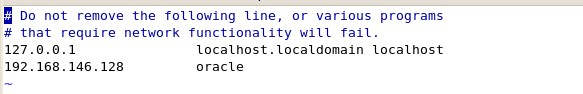 # Do not remove the following line, or various programs
# that require network functionality will fail.
127.0.0.1               localhost.localdomain localhost
192.168.146.128         oracle
~